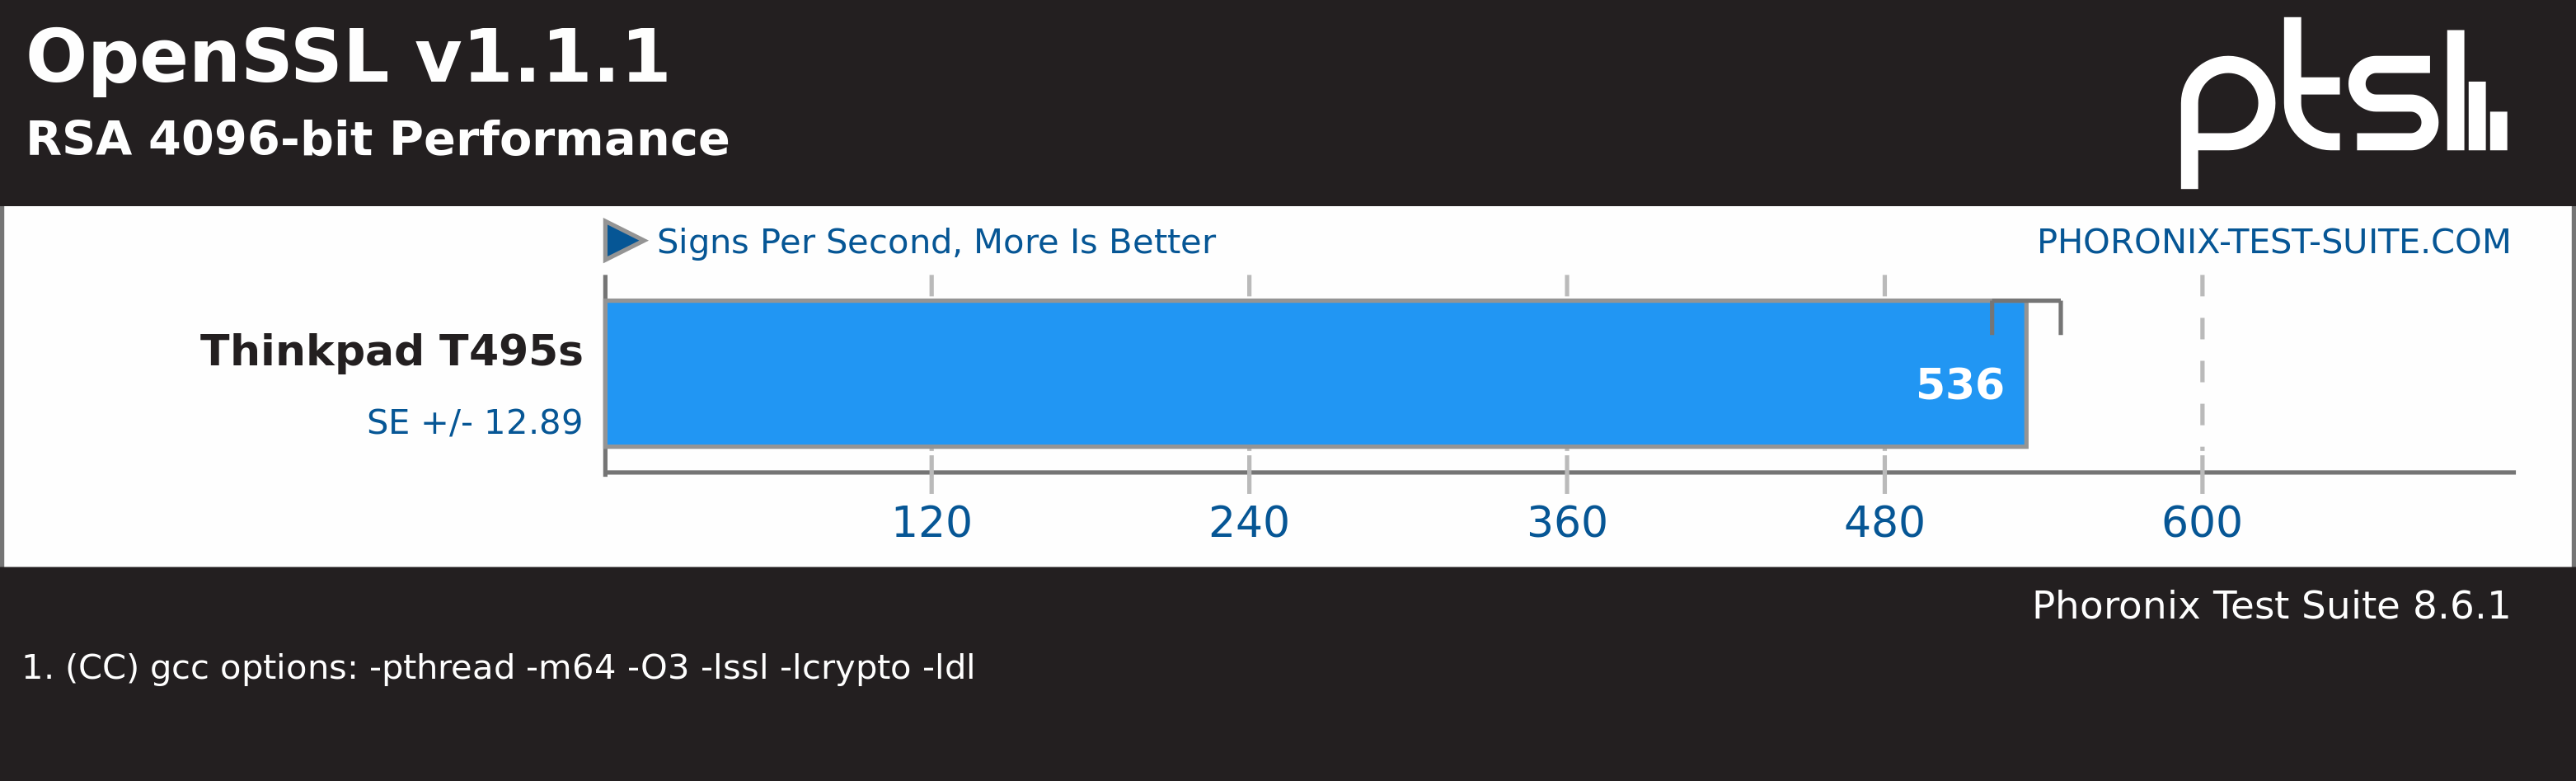 OpenSSL v1.1.1
RSA 4096-bit Performance
ptsl
Signs Per Second, More Is Better
PHORONIX-TEST-SUITE.COM
Thinkpad T495s
SE +/- 12.89
536
120 240 360 480 600
Phoronix Test Suite 8.6.1
1. (CC) gcc options: -pthread -m64 -O3 -lssl -lcrypto -ldl